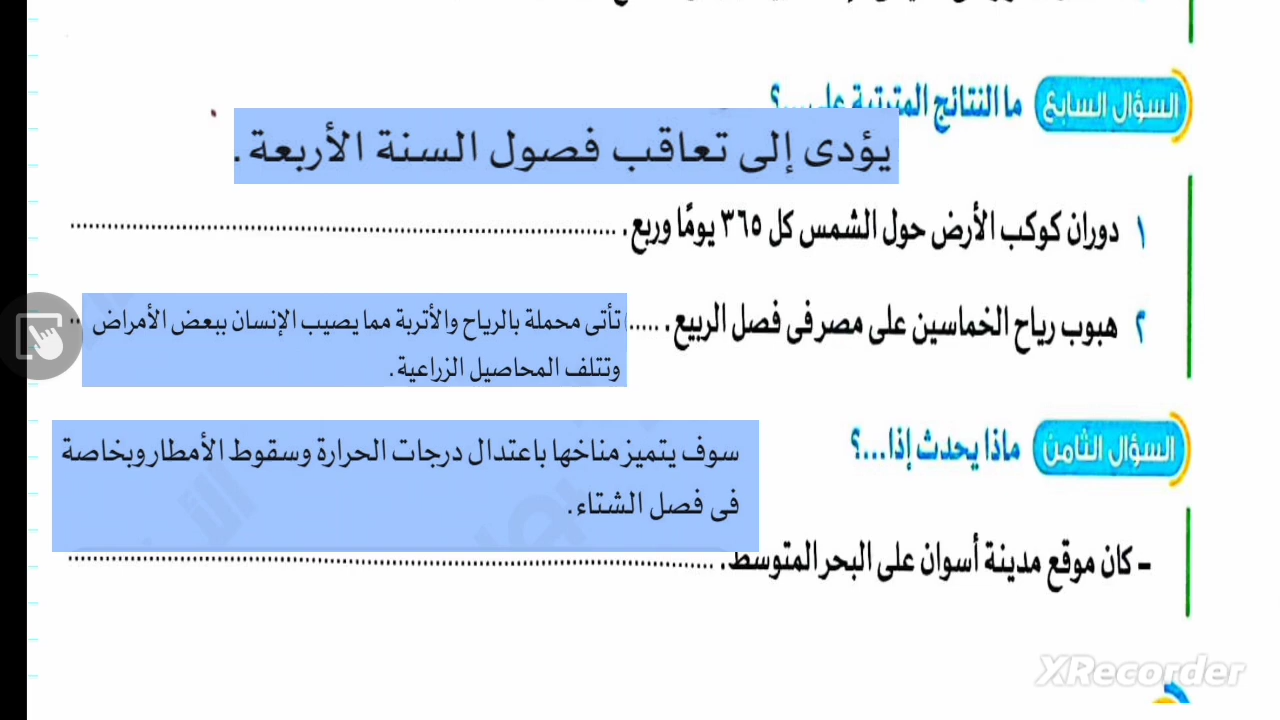 السؤال السابع ما النتائج المترتبة على....؟
يؤدى إلى تعاقب فصول السنة الأربعة.
١ دوران كوكب الأرض حول الشمس كل ٣٦٥ يومًا وربع.
٢ هبوب رياح الخماسين على مصر فى فصل الربيع.
تأتى محملة بالرياح والأتربة مما يصيب الإنسان ببعض الأمراض
وتتلف المحاصيل الزراعية.
السؤال الثامن ماذا يحدث إذا...؟
سوف يتميز مناخها باعتدال درجات الحرارة وسقوط الأمطار وبخاصة
فى فصل الشتاء.
- كان موقع مدينة أسوان على البحر المتوسط.
XRecorder